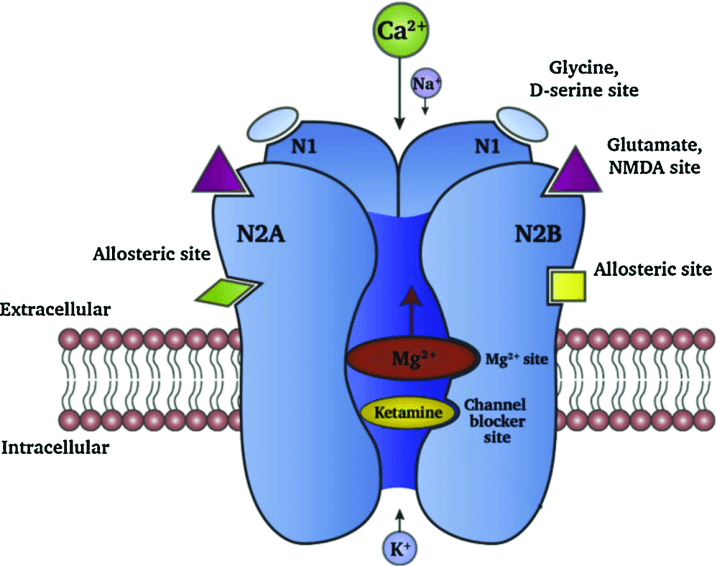 Ca²⁺
Na⁺
Glycine,
D-serine site
N1
N1
Glutamate,
NMDA site
N2A
N2B
Allosteric site
Allosteric site
Extracellular
Mg²⁺
Mg²⁺ site
Ketamine
Channel
blocker
site
Intracellular
K⁺